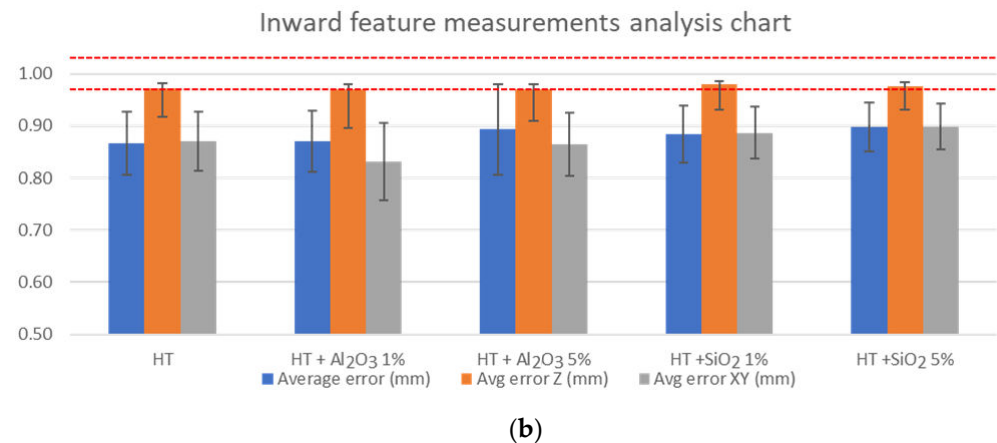 Inward feature measurements analysis chart
1.00
0.90
0.80
0.70
0.60
0.50
HT HT + Al₂O₃ 1% HT + Al₂O₃ 5% HT +SiO₂ 1% HT +SiO₂ 5%
Average error (mm) Avg error Z (mm) Avg error XY (mm)
(b)